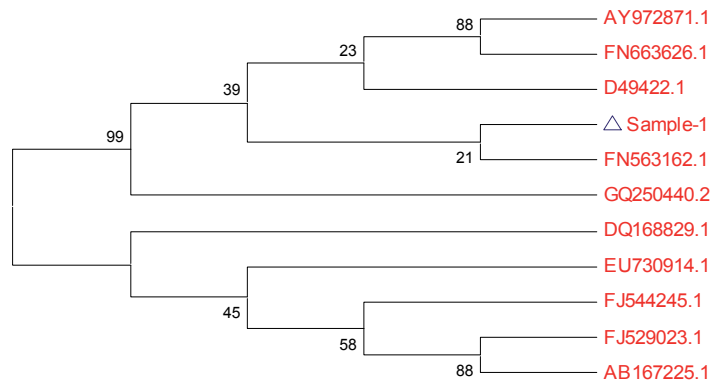 AY972871.1
88
FN663626.1
23
D49422.1
39
△ Sample-1
99
21
FN563162.1
GQ250440.2
DQ168829.1
EU730914.1
45
FJ544245.1
58
FJ529023.1
88
AB167225.1